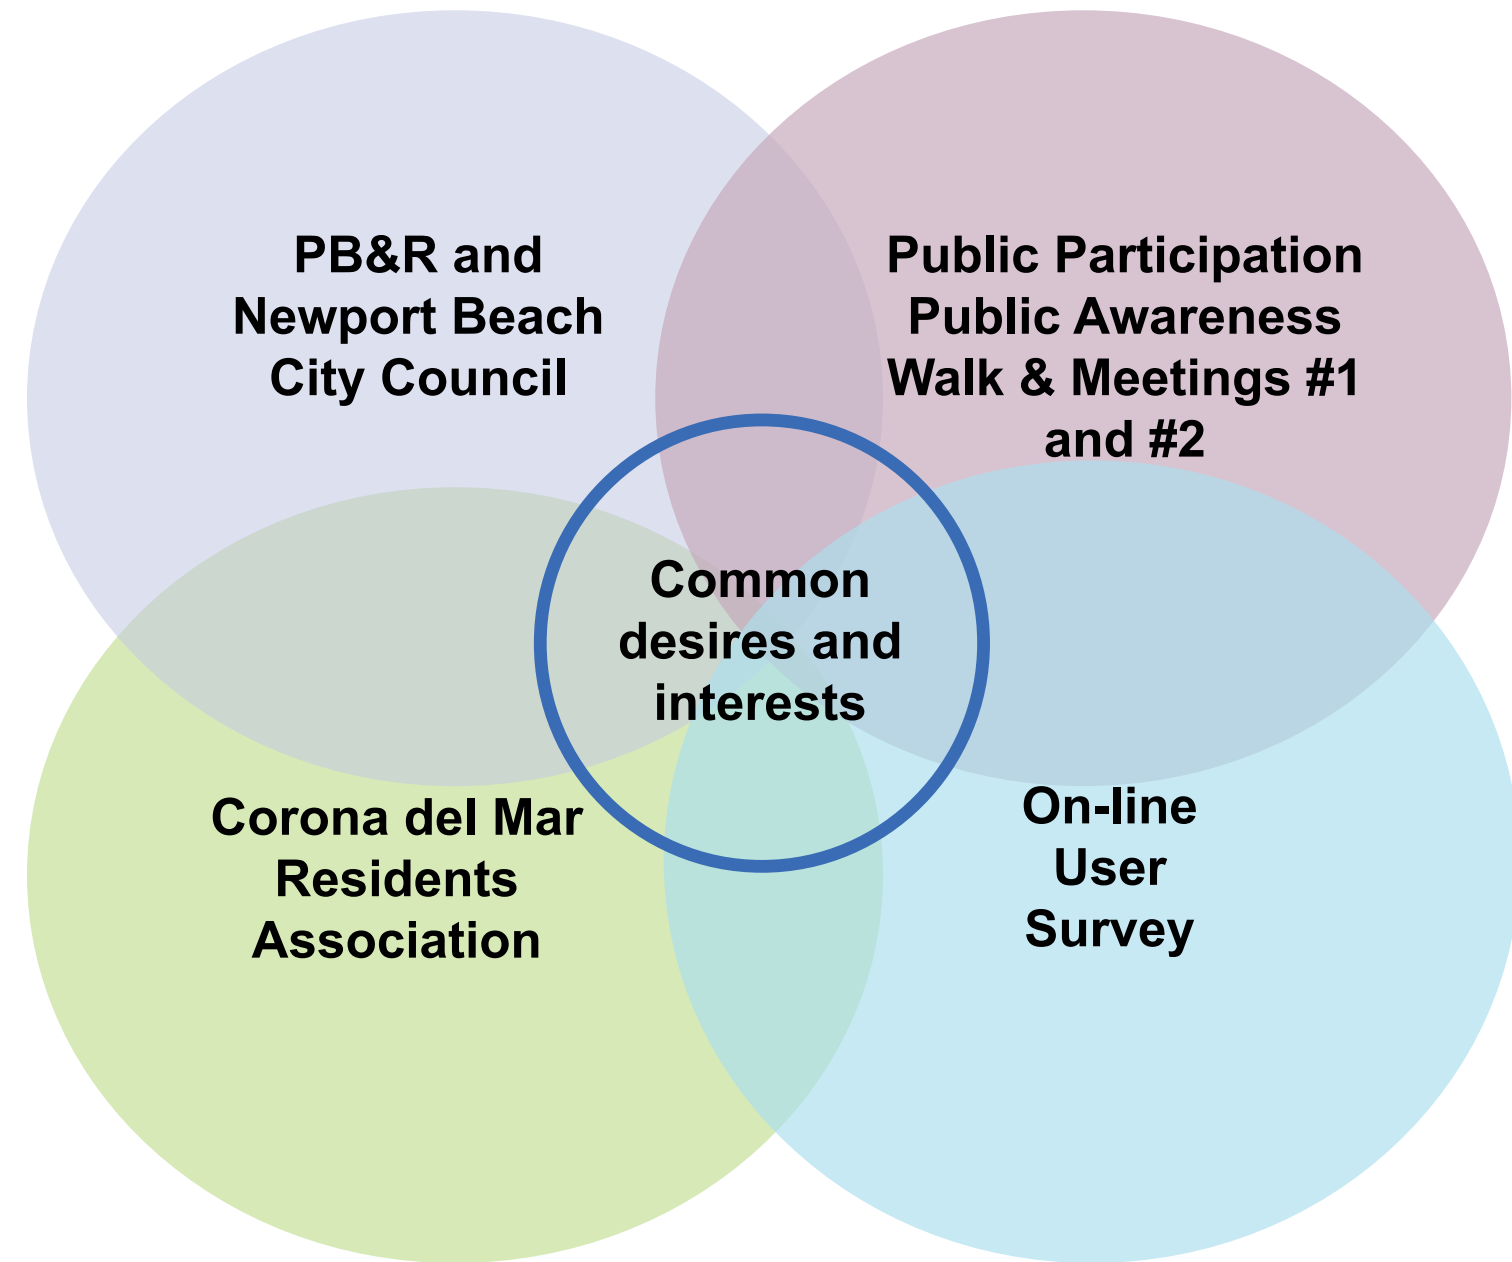 PB&R and
Newport Beach
City Council
Public Participation
Public Awareness
Walk & Meetings #1
and #2
Common
desires and
interests
Corona del Mar
Residents
Association
On-line
User
Survey